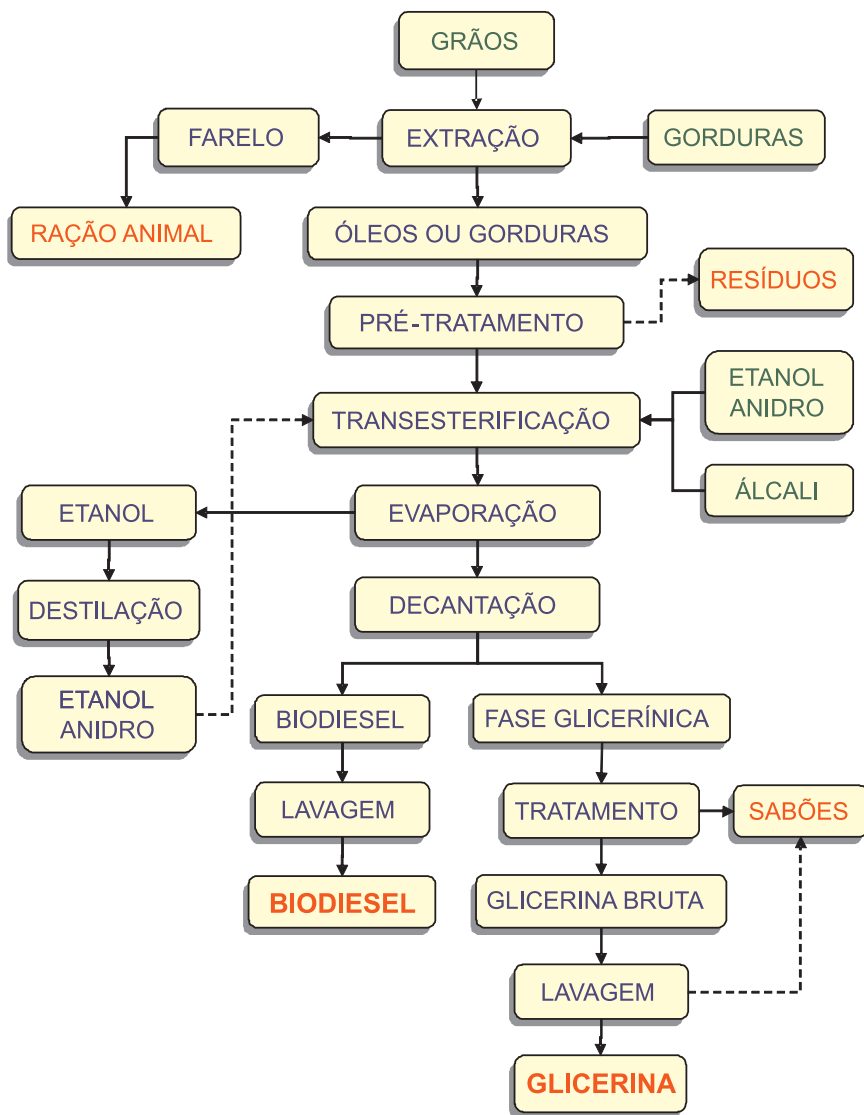 GRÃOS
FARELO
EXTRAÇÃO
GORDURAS
RAÇÃO ANIMAL
ÓLEOS OU GORDURAS
RESÍDUOS
PRÉ-TRATAMENTO
ETANOL
ANIDRO
TRANSESTERIFICAÇÃO
ÁLCALI
ETANOL
EVAPORAÇÃO
DESTILAÇÃO
DECANTAÇÃO
ETANOL
ANIDRO
BIODIESEL
FASE GLICERÍNICA
LAVAGEM
TRATAMENTO
SABÕES
BIODIESEL
GLICERINA BRUTA
LAVAGEM
GLICERINA